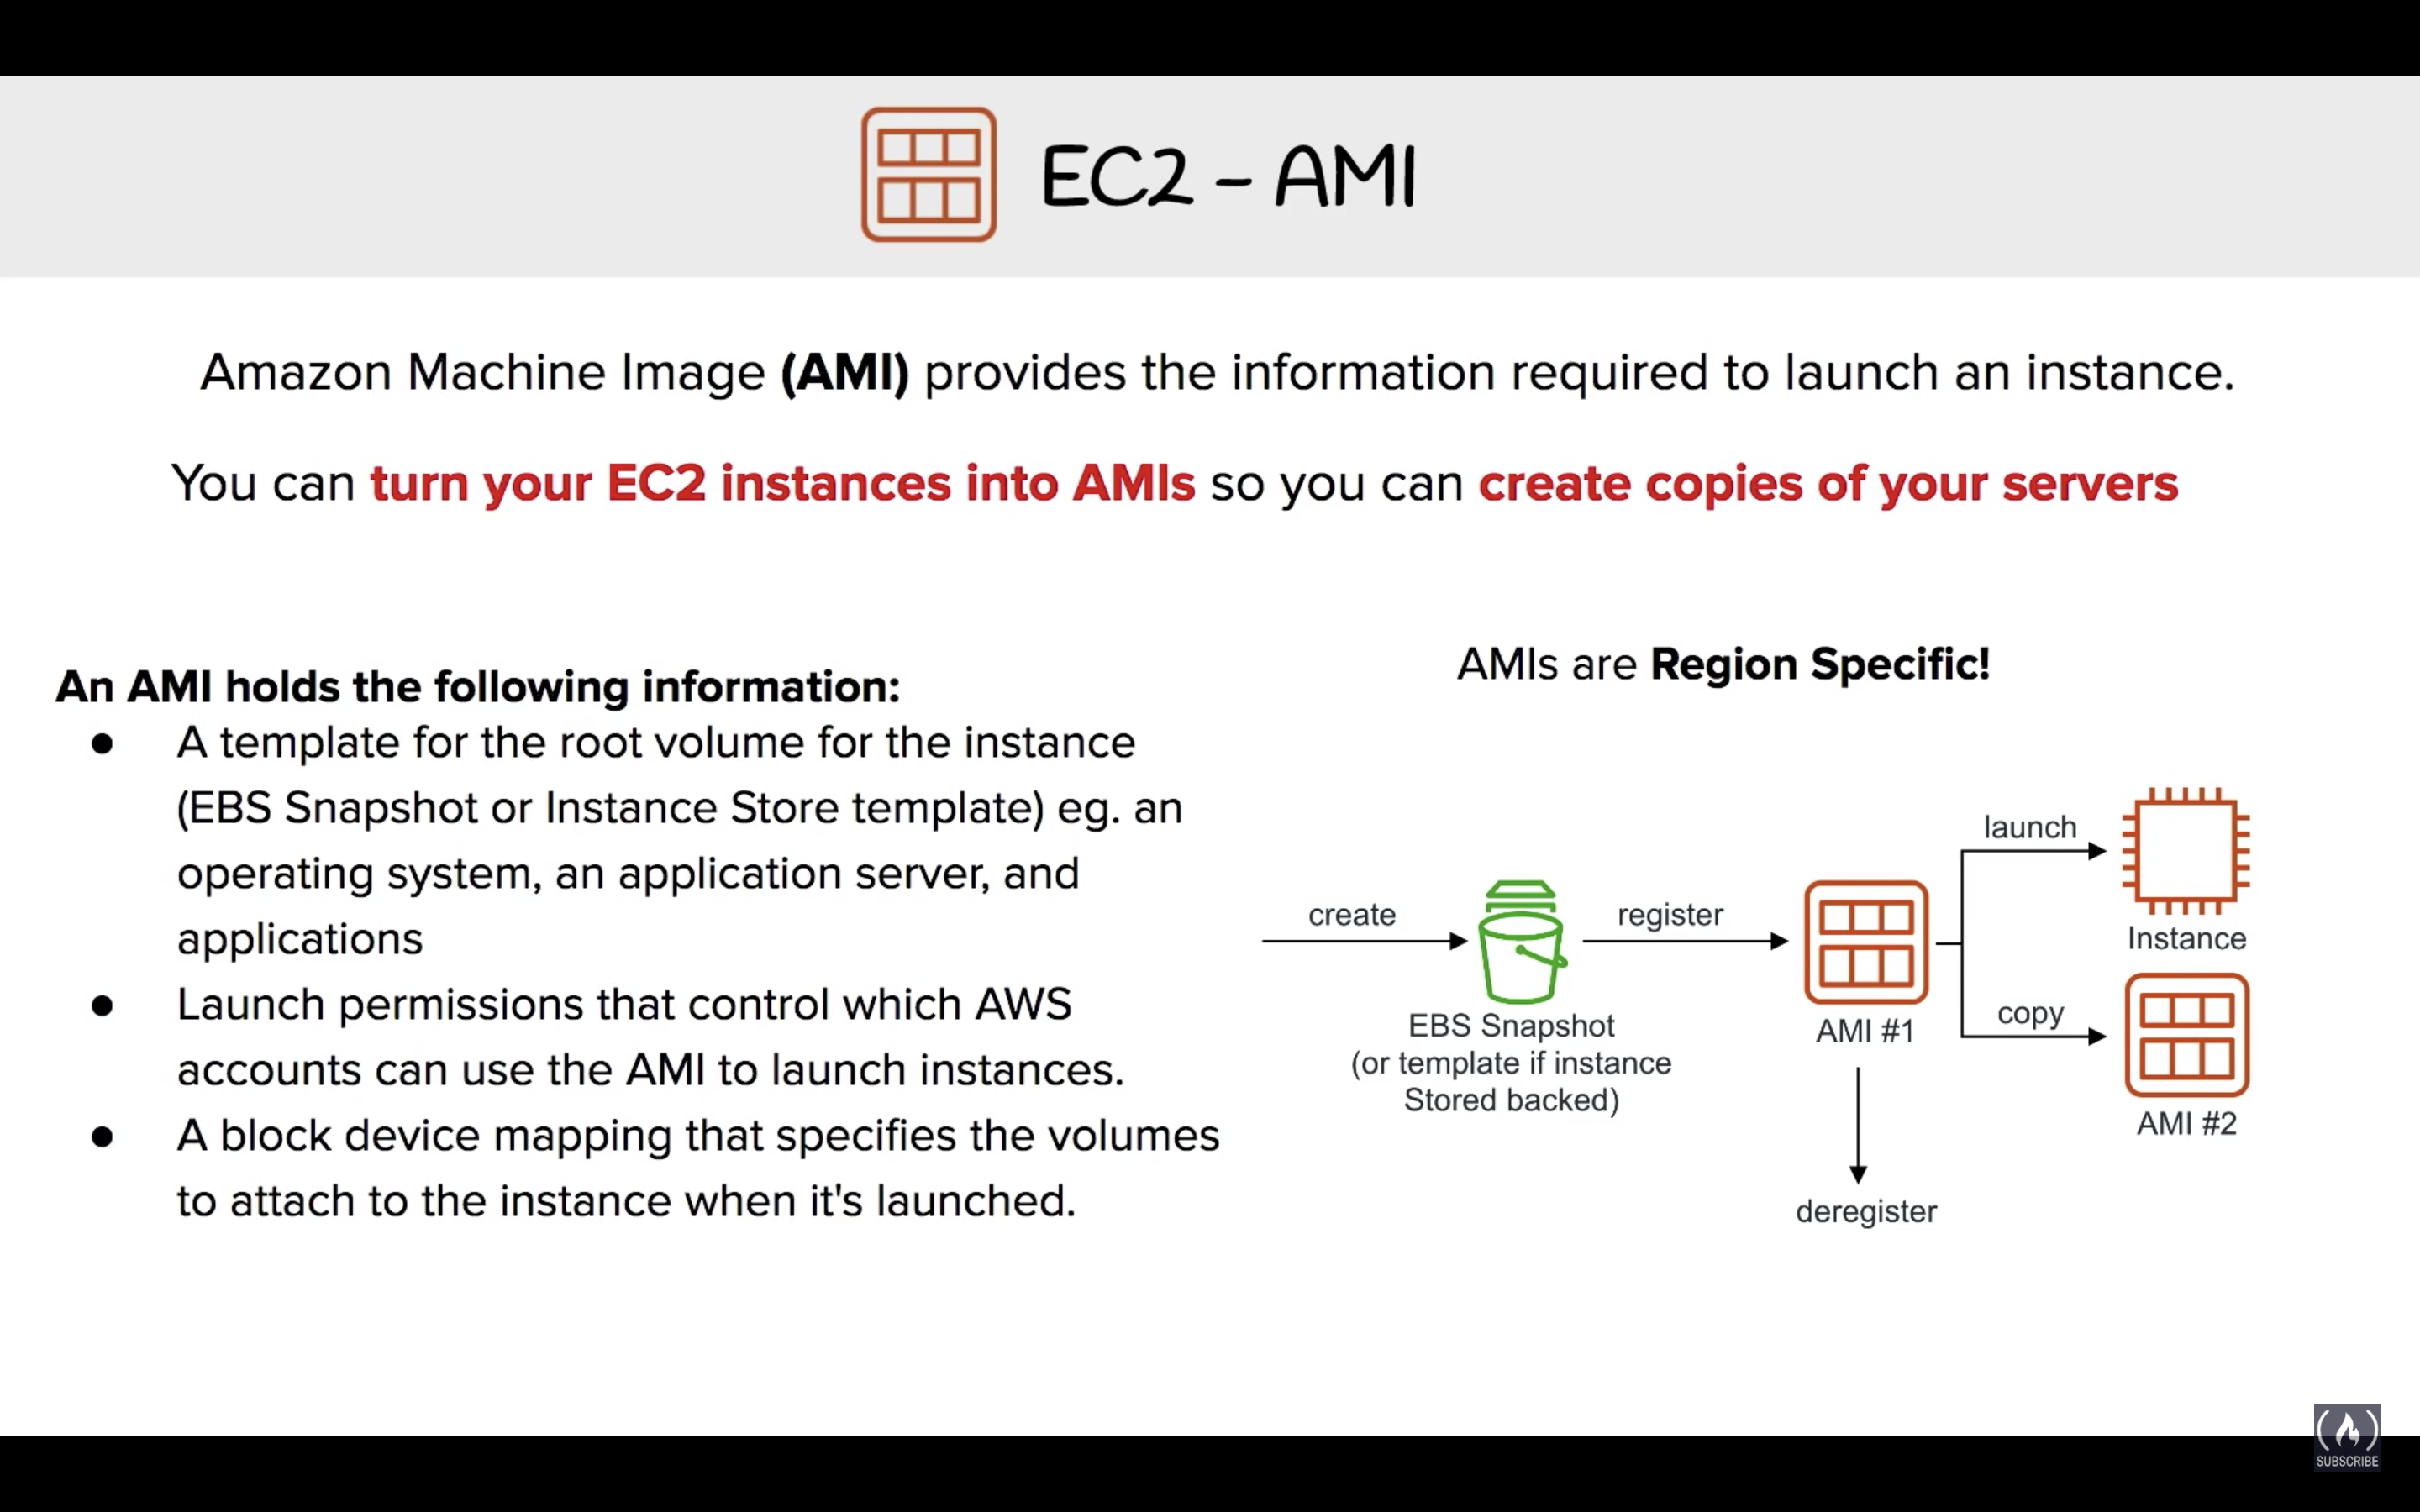 EC2 - AMI
Amazon Machine Image (AMI) provides the information required to launch an instance.
You can turn your EC2 instances into AMIs so you can create copies of your servers
An AMI holds the following information:
● A template for the root volume for the instance
(EBS Snapshot or Instance Store template) eg. an
operating system, an application server, and
applications
● Launch permissions that control which AWS
accounts can use the AMI to launch instances.
● A block device mapping that specifies the volumes
to attach to the instance when it's launched.
AMIs are Region Specific!
create
EBS Snapshot
(or template if instance
Stored backed)
register
AMI #1
deregister
launch
Instance
copy
AMI #2
SUBSCRIBE